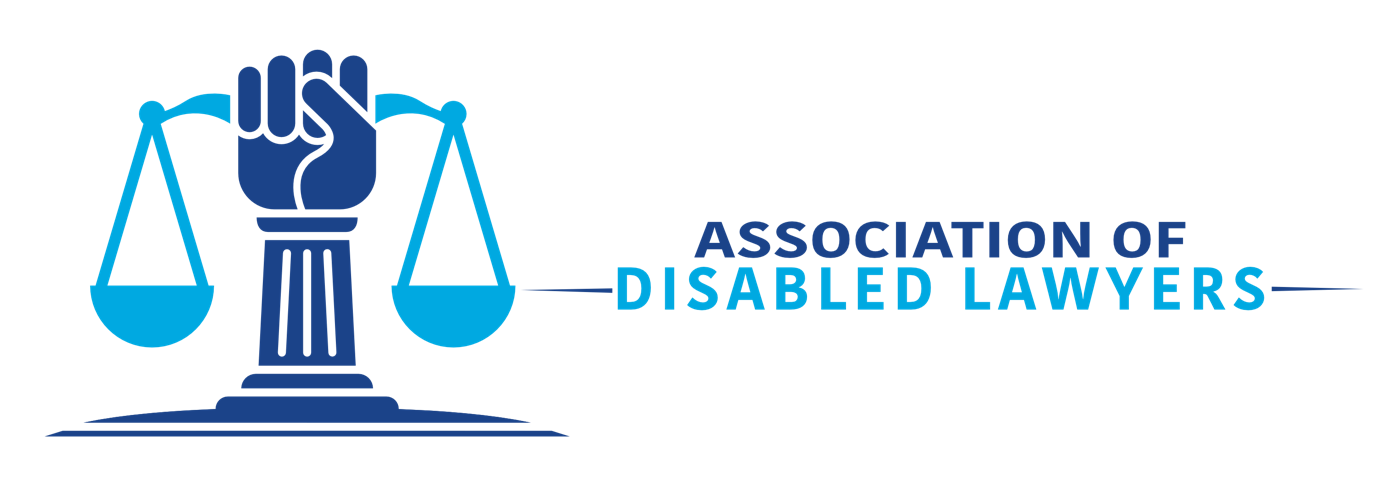 ASSOCIATION OF
DISABLED LAWYERS